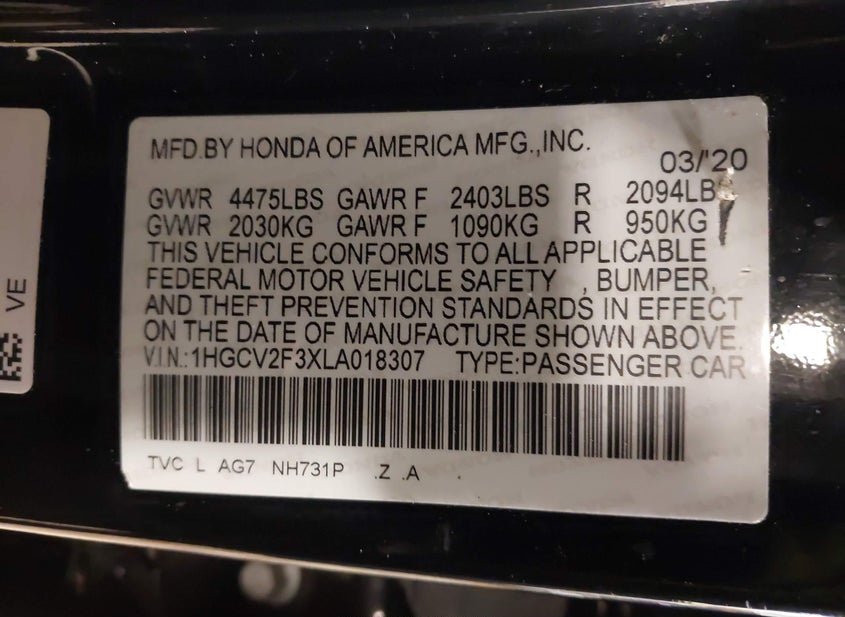 MFD.BY HONDA OF AMERICA MFG.,INC.
03/'20
GVWR 4475LBS GAWR F 2403LBS R 2094LBS
GVWR 2030KG GAWR F 1090KG R 950KG
THIS VEHICLE CONFORMS TO ALL APPLICABLE
FEDERAL MOTOR VEHICLE SAFETY , BUMPER,
AND THEFT PREVENTION STANDARDS IN EFFECT
ON THE DATE OF MANUFACTURE SHOWN ABOVE.
V.I.N.:1HGCV2F3XLA018307 TYPE:PASSENGER CAR
TVC L AG7 NH731P .Z .A
VE